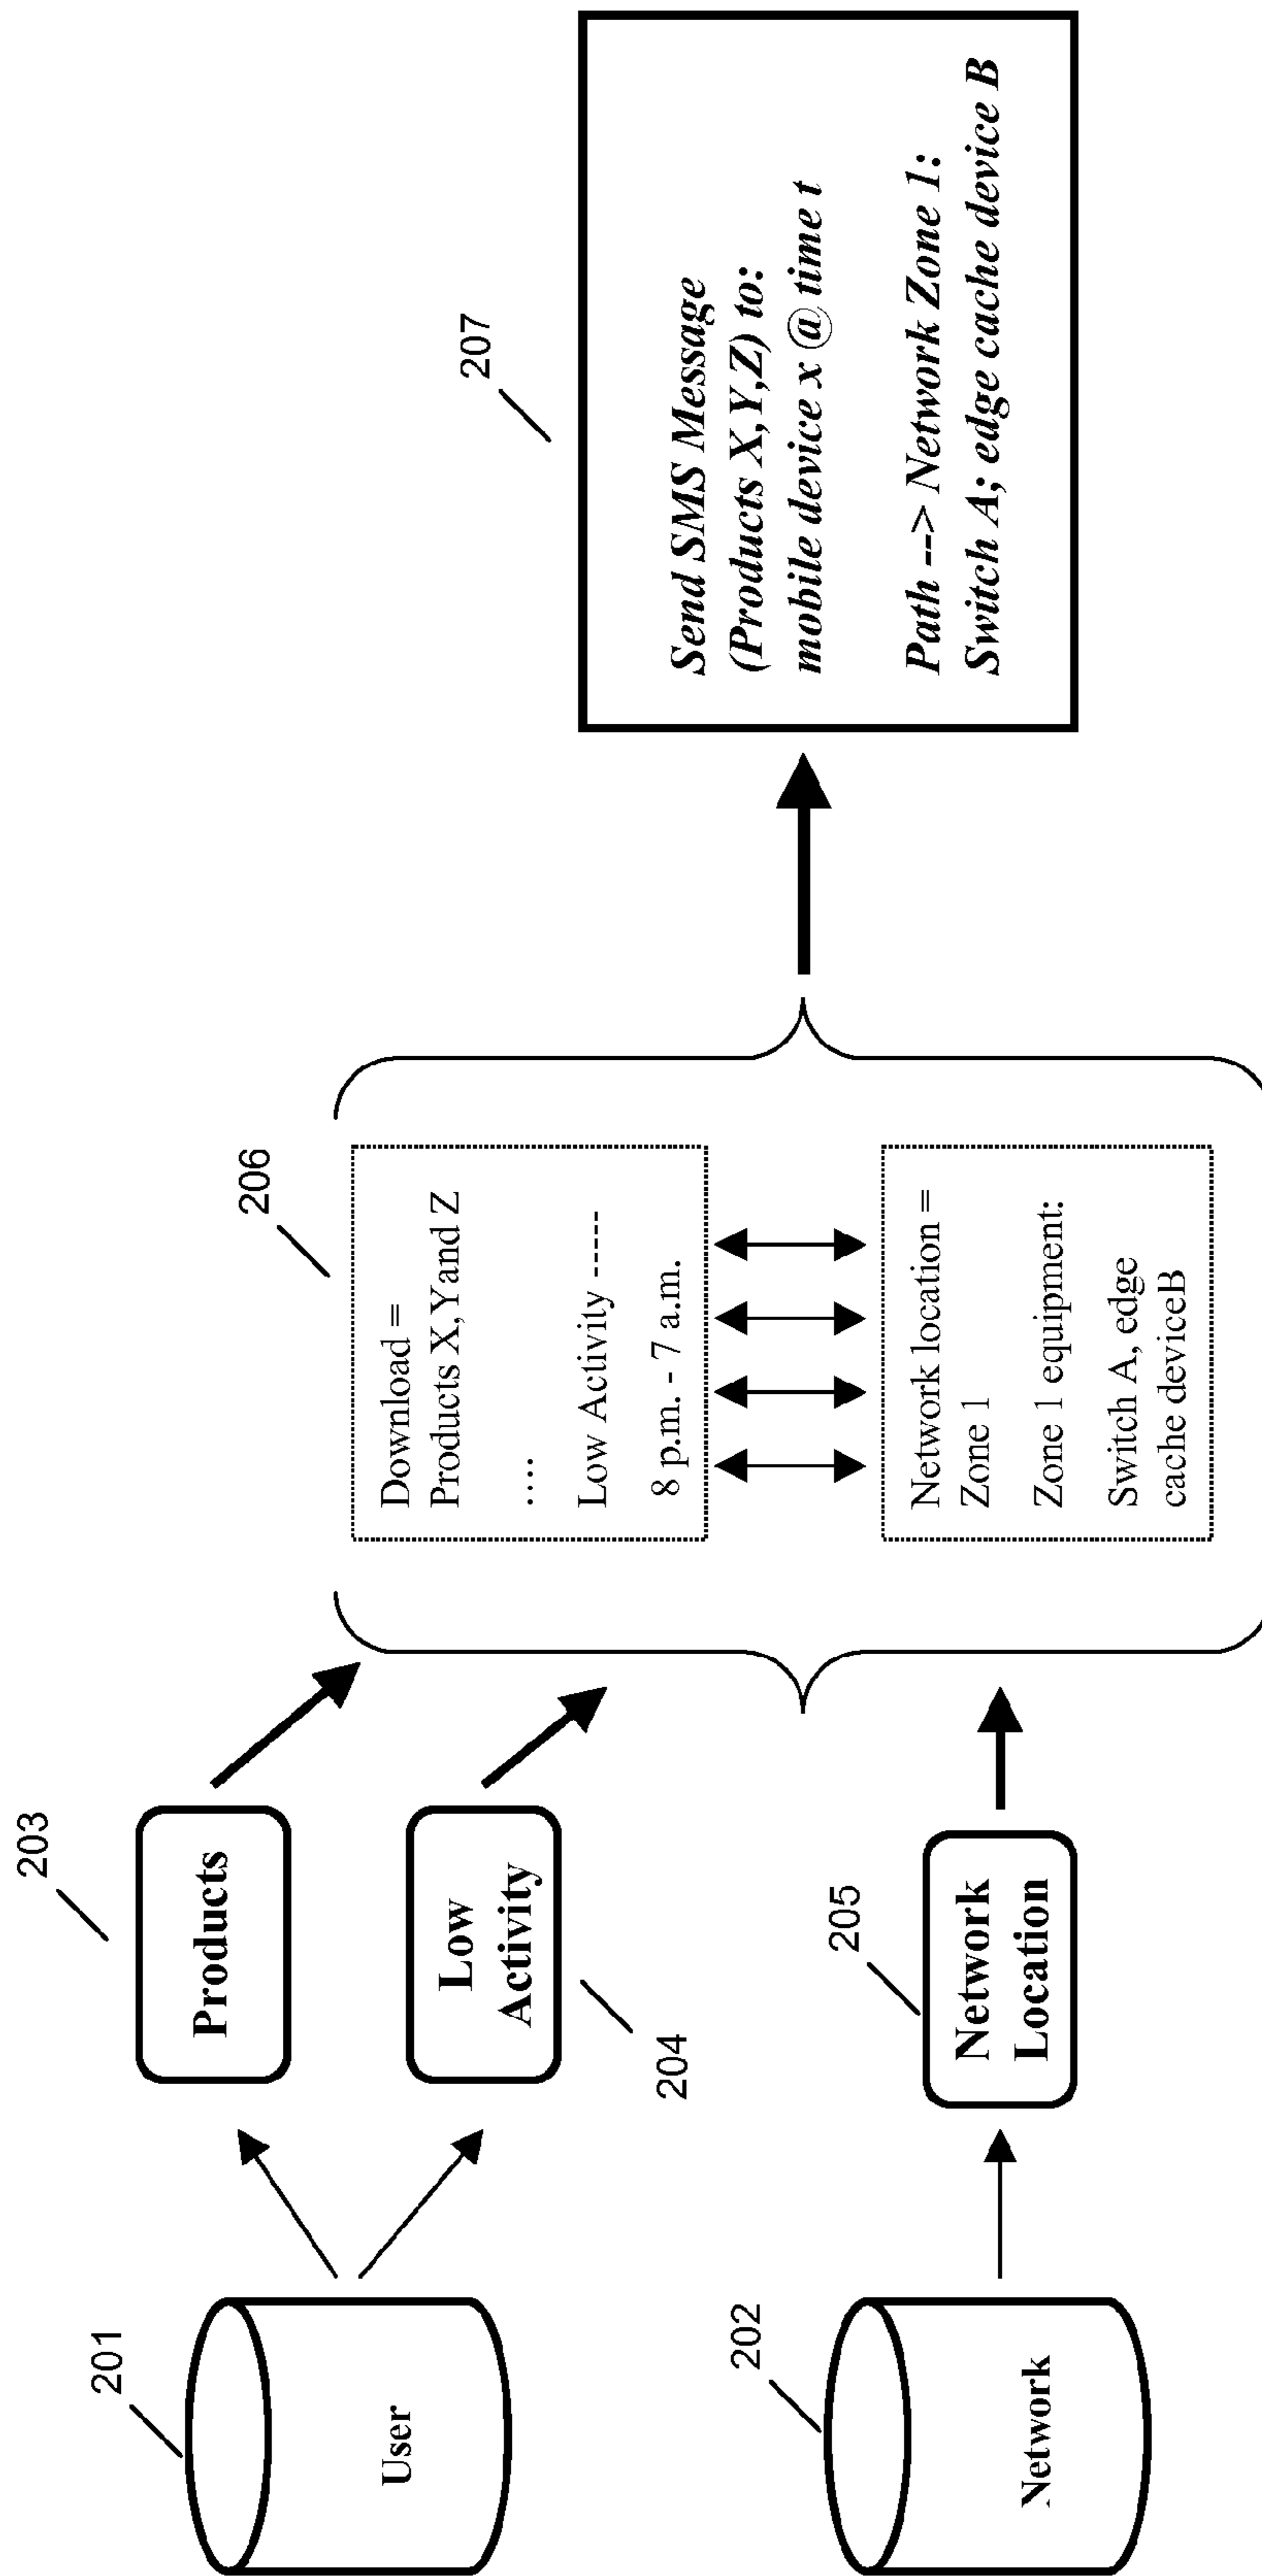 201
User
202
Network
203
Products
204
Low
Activity
205
Network
Location
206
Download =
Products X,Y and Z
....
Low Activity -----
8 p.m. - 7 a.m.
Network location =
Zone 1
Zone 1 equipment:
Switch A, edge
cache deviceB
207
Send SMS Message
(Products X,Y,Z) to:
mobile device x @ time t
Path --> Network Zone 1:
Switch A; edge cache device B